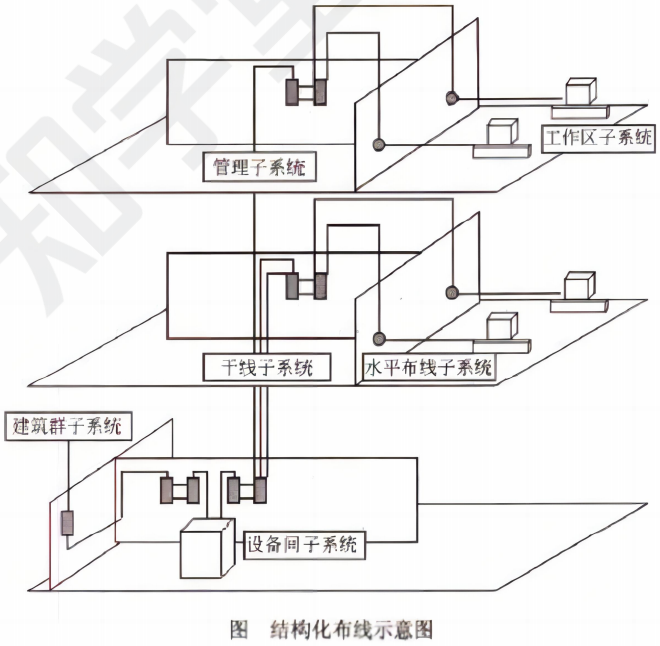 工作区子系统
管理子系统
干线子系统
水平布线子系统
建筑群子系统
设备间子系统
图 结构化布线示意图